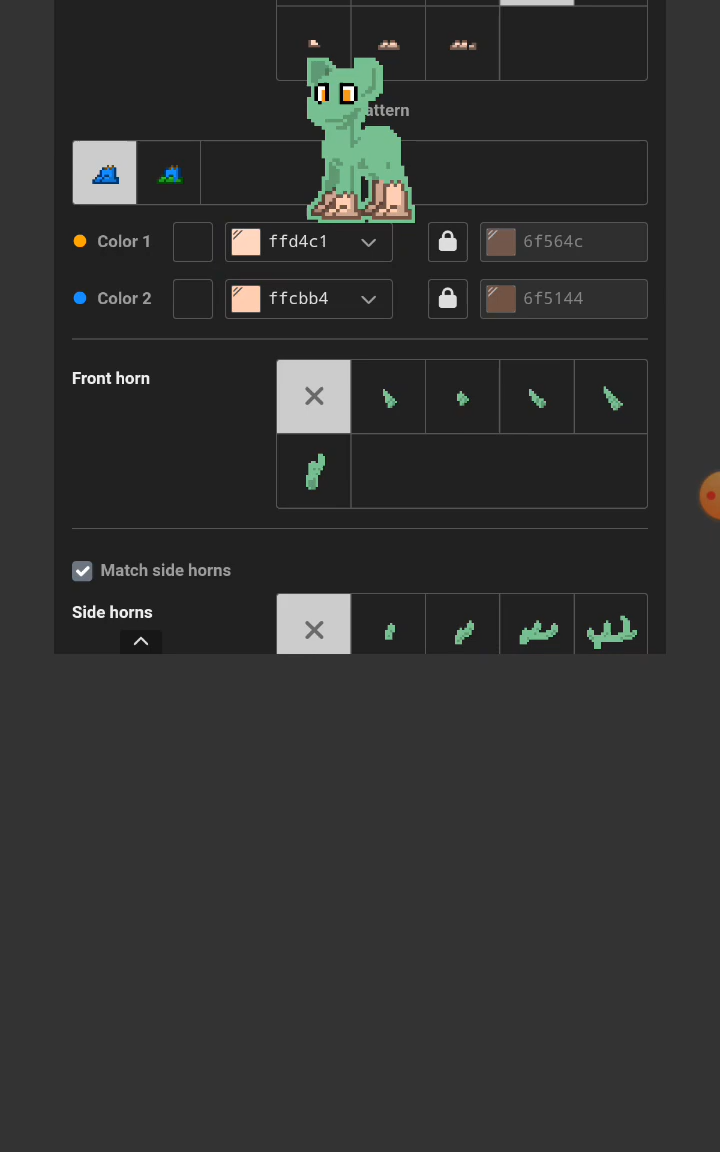 attern
Color 1
ffd4c1
6f564c
Color 2
ffcbb4
6f5144
Front horn
Match side horns
Side horns